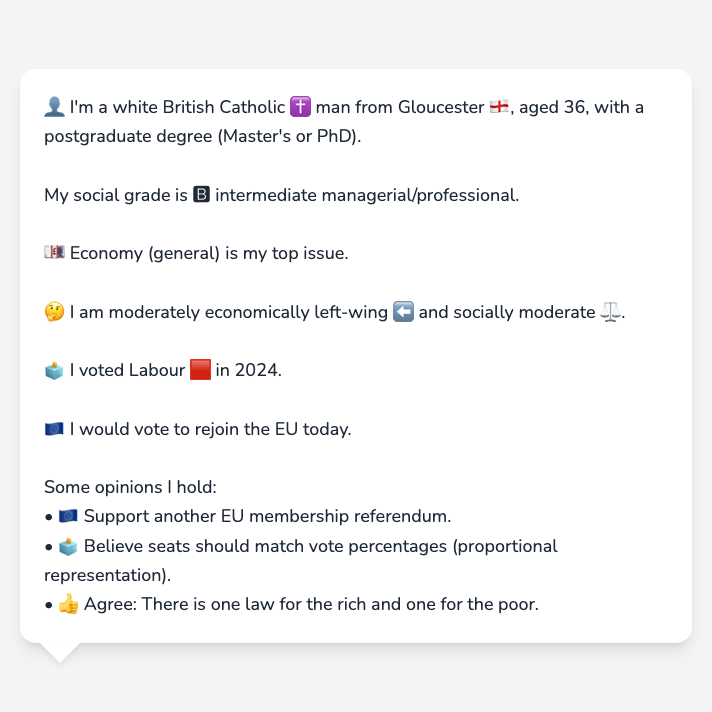 👤 I'm a white British Catholic ✝️ man from Gloucester 🏴󠁧󠁢󠁥󠁮󠁧󠁿, aged 36, with a
postgraduate degree (Master's or PhD).
My social grade is 🅱 intermediate managerial/professional.
💷 Economy (general) is my top issue.
🤔 I am moderately economically left-wing ⬅️ and socially moderate ⚖️.
🗳️ I voted Labour 🟥 in 2024.
🇪🇺 I would vote to rejoin the EU today.
Some opinions I hold:
• 🇪🇺 Support another EU membership referendum.
• 🗳️ Believe seats should match vote percentages (proportional
representation).
• 👍 Agree: There is one law for the rich and one for the poor.